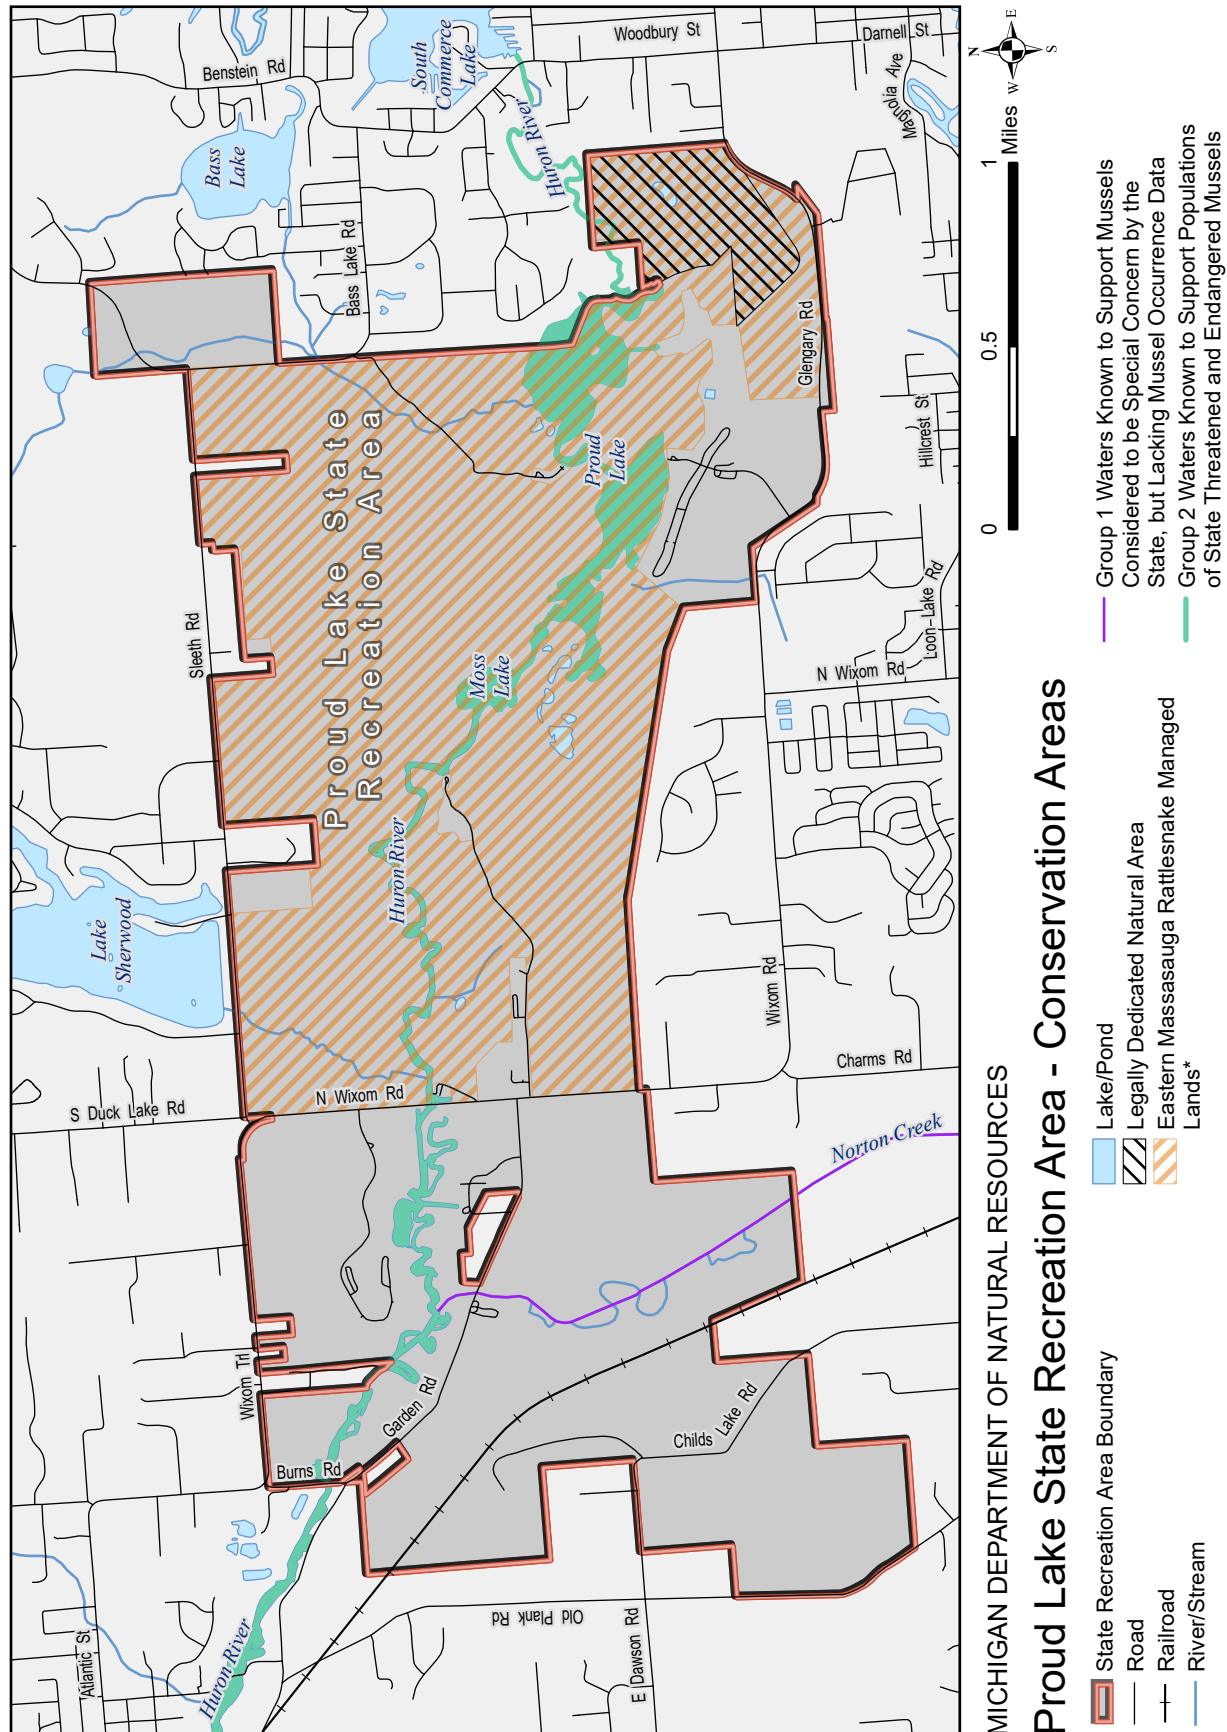 Woodbury St
Darnell St
Benstein Rd
South
Commerce
Lake
Magnolia Ave
Bass
Lake
Huron River
Bass Lake Rd
Glengary Rd
Proud Lake State
Recreation Area
Proud
Lake
Hillcrest St
Sleeth Rd
Moss
Lake
N Wixom Rd
Loon Lake Rd
Huron River
Lake
Sherwood
Wixom Rd
Charms Rd
S Duck Lake Rd
N Wixom Rd
Norton Creek
Wixom Trl
Garden Rd
Burns Rd
Childs Lake Rd
Old Plank Rd
E Dawson Rd
Atlantic St
Huron River
MICHIGAN DEPARTMENT OF NATURAL RESOURCES
Proud Lake State Recreation Area - Conservation Areas
State Recreation Area Boundary
Road
Railroad
River/Stream
Lake/Pond
Legally Dedicated Natural Area
Eastern Massasauga Rattlesnake Managed
Lands*
Group 1 Waters Known to Support Mussels
Considered to be Special Concern by the
State, but Lacking Mussel Occurrence Data
Group 2 Waters Known to Support Populations
of State Threatened and Endangered Mussels
0 0.5 1
Miles
N
W E
S